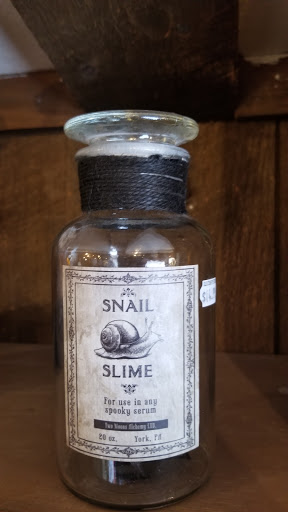 SNAIL
SLIME
For use in any
spooky serum
20 oz. York, PA